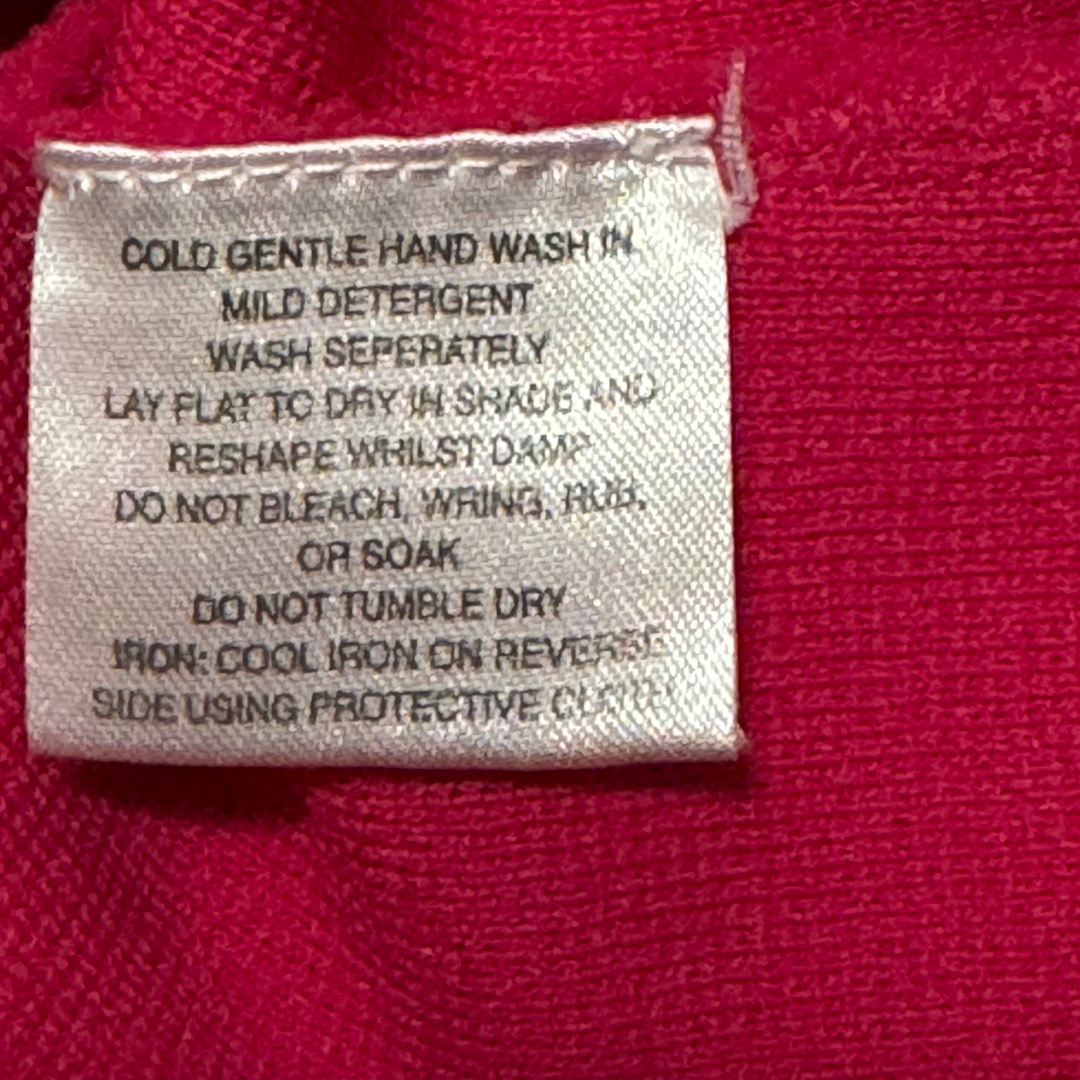 COLD GENTLE HAND WASH IN
MILD DETERGENT
WASH SEPERATELY
LAY FLAT TO DRY IN SHADE AND
RESHAPE WHILST DAMP
DO NOT BLEACH, WRING, RUB,
OR SOAK
DO NOT TUMBLE DRY
IRON: COOL IRON ON REVERSE
SIDE USING PROTECTIVE CLOTH